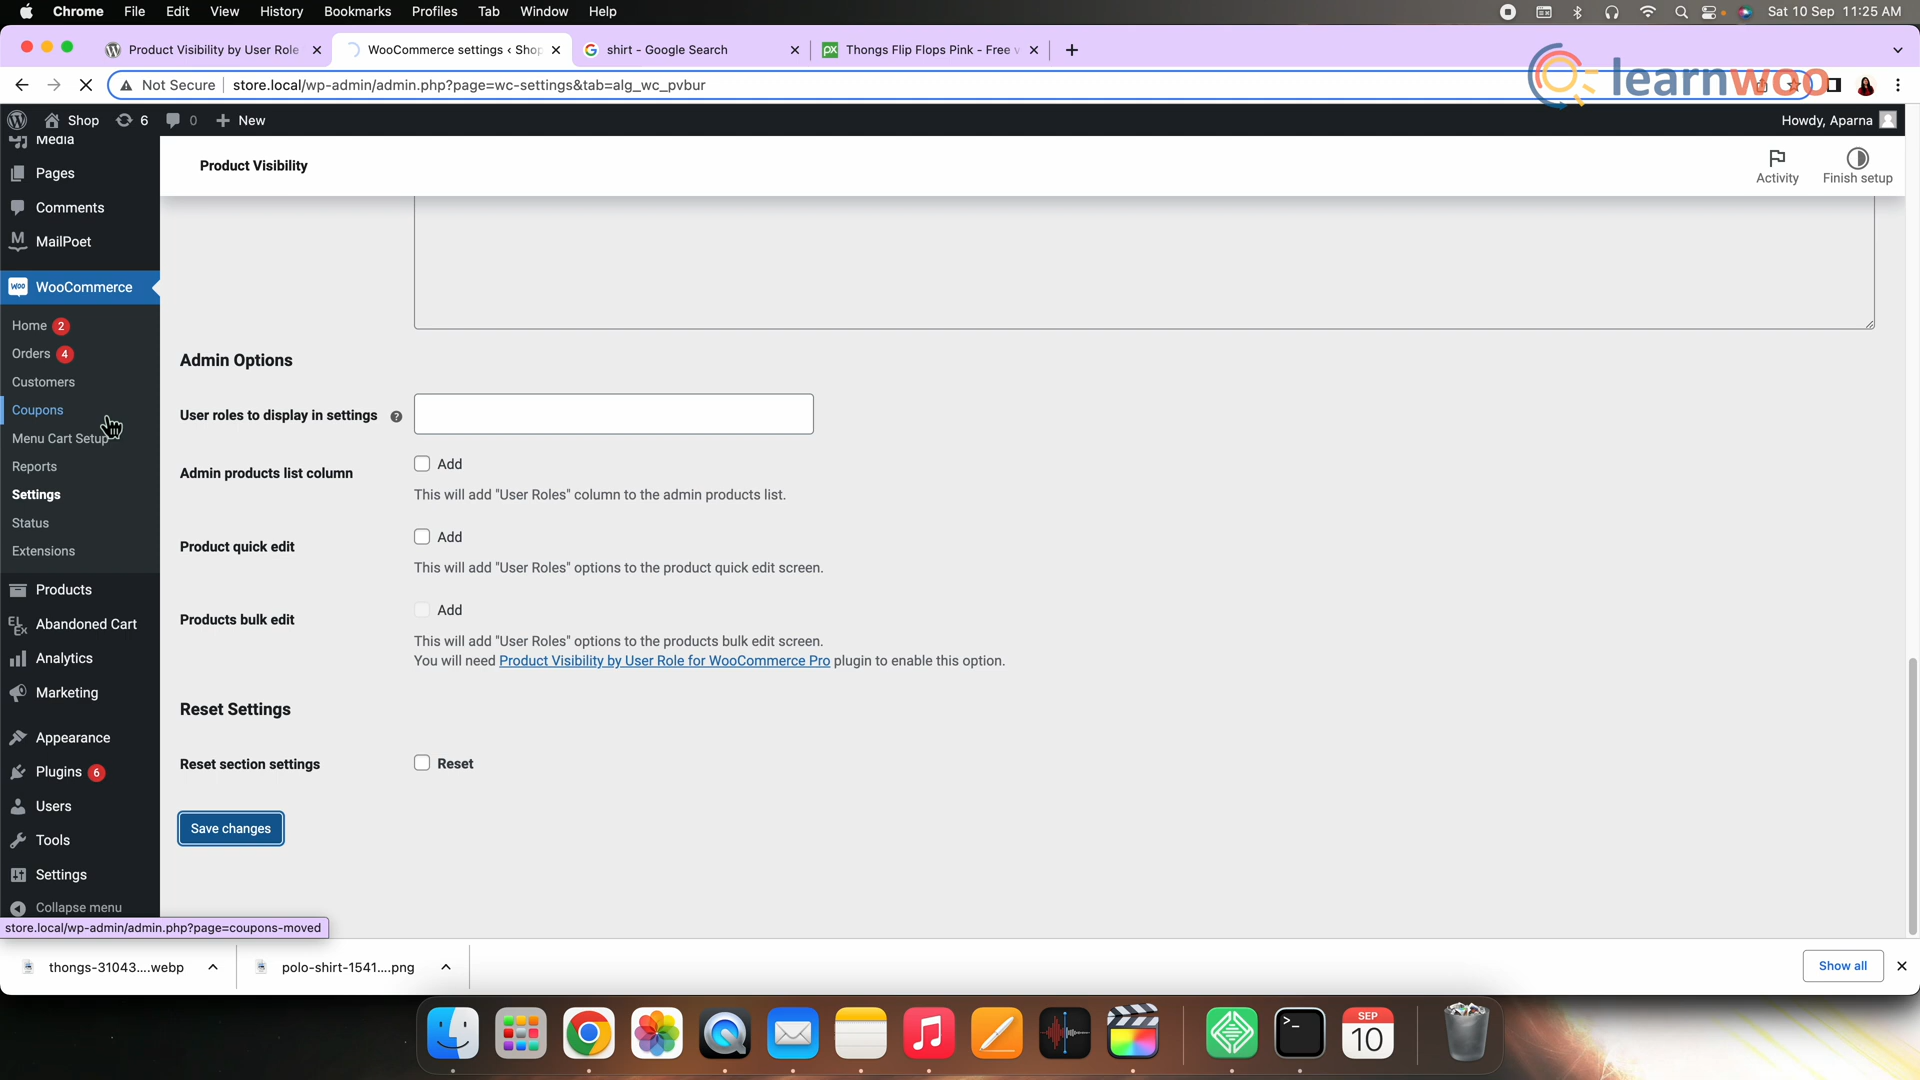 Chrome File Edit View History Bookmarks Profiles Tab Window Help
Sat 10 Sep 11:25 AM
Product Visibility by User Role
WooCommerce settings ‹ Shop
shirt - Google Search
Thongs Flip Flops Pink - Free v
Not Secure store.local/wp-admin/admin.php?page=wc-settings&tab=alg_wc_pvbur
learnwoo
Shop 6 0 + New
Howdy, Aparna
Media
Pages
Comments
MailPoet
WooCommerce
Home 2
Orders 4
Customers
Coupons
Menu Cart Setup
Reports
Settings
Status
Extensions
Products
Abandoned Cart
Analytics
Marketing
Appearance
Plugins 6
Users
Tools
Settings
Collapse menu
store.local/wp-admin/admin.php?page=coupons-moved
Product Visibility
Activity
Finish setup
Admin Options
User roles to display in settings
Admin products list column
Add
This will add "User Roles" column to the admin products list.
Product quick edit
Add
This will add "User Roles" options to the product quick edit screen.
Products bulk edit
Add
This will add "User Roles" options to the products bulk edit screen.
You will need Product Visibility by User Role for WooCommerce Pro plugin to enable this option.
Reset Settings
Reset section settings
Reset
Save changes
thongs-31043....webp
polo-shirt-1541....png
Show all
SEP
10